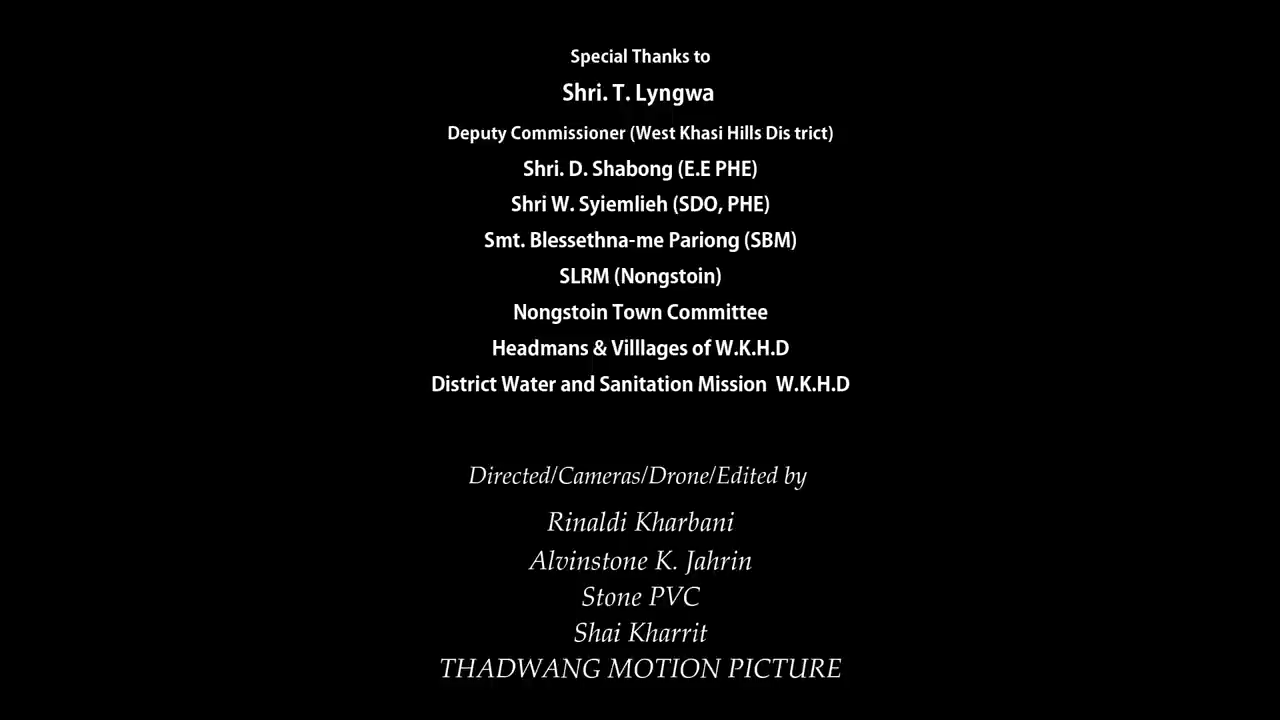 Special Thanks to
Shri. T. Lyngwa
Deputy Commissioner (West Khasi Hills Dis trict)
Shri. D. Shabong (E.E PHE)
Shri W. Syiemlieh (SDO, PHE)
Smt. Blessethna-me Pariong (SBM)
SLRM (Nongstoin)
Nongstoin Town Committee
Headmans & Villlages of W.K.H.D
District Water and Sanitation Mission  W.K.H.D
Directed/Cameras/Drone/Edited by
Rinaldi Kharbani
Alvinstone K. Jahrin
Stone PVC
Shai Kharrit
THADWANG MOTION PICTURE